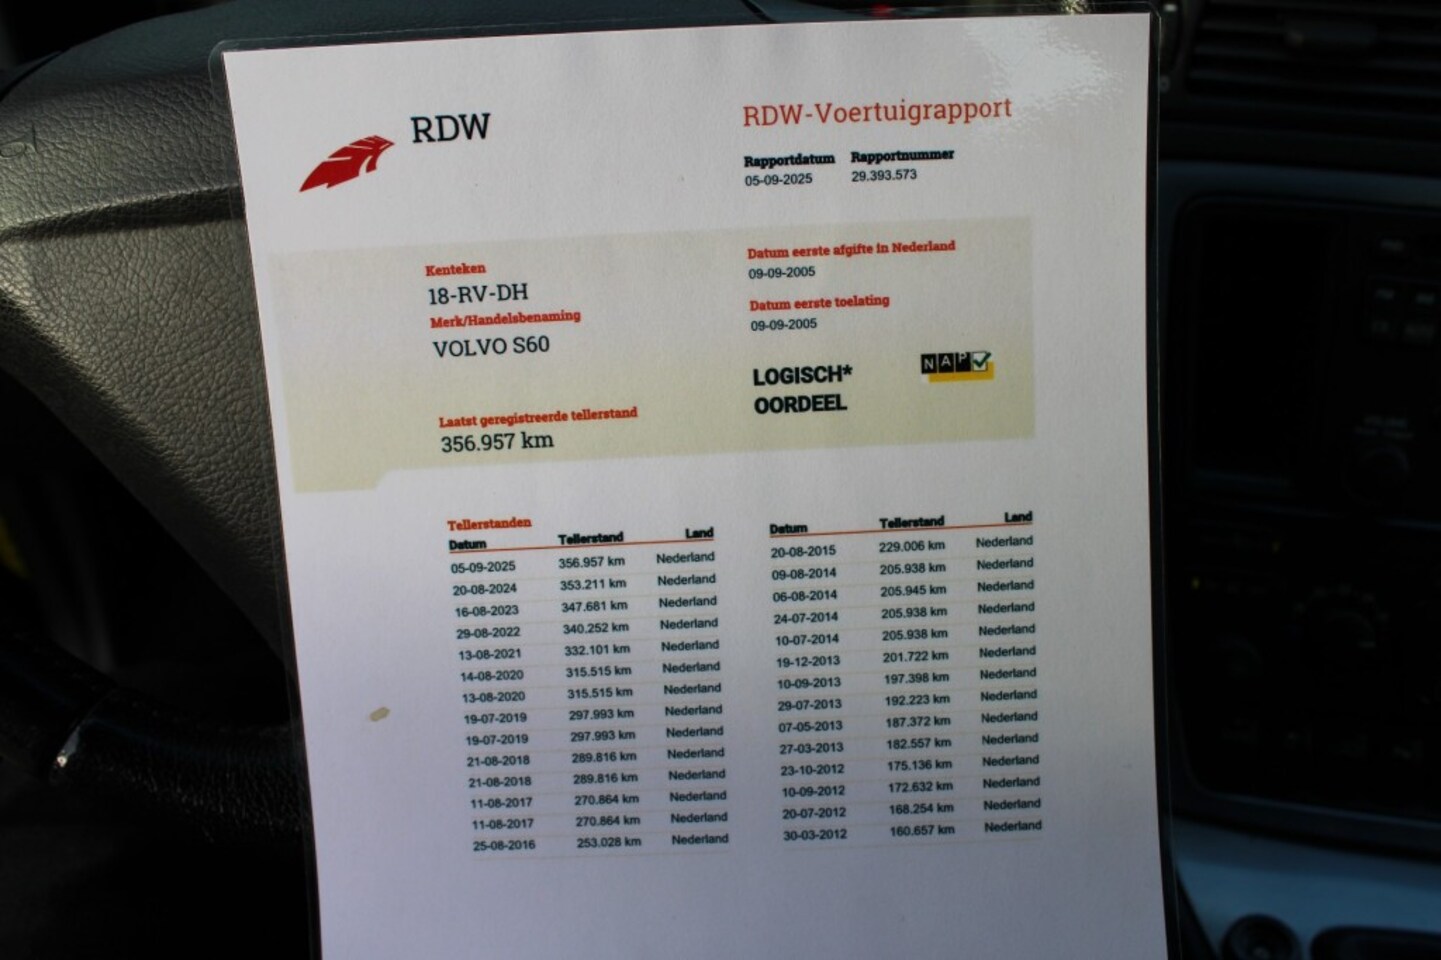 RDW
RDW-Voertuigrapport
Rapportdatum Rapportnummer
05-09-2025 29.393.573
Kenteken
18-RV-DH
Merk/Handelsbenaming
VOLVO S60
Laatst geregistreerde tellerstand
356.957 km
Datum eerste afgifte in Nederland
09-09-2005
Datum eerste toelating
09-09-2005
LOGISCH*
OORDEEL
NAP
Tellerstanden
Datum Tellerstand Land
05-09-2025 356.957 km Nederland
20-08-2024 353.211 km Nederland
16-08-2023 347.681 km Nederland
29-08-2022 340.252 km Nederland
13-08-2021 332.101 km Nederland
14-08-2020 315.515 km Nederland
13-08-2020 315.515 km Nederland
19-07-2019 297.993 km Nederland
19-07-2019 297.993 km Nederland
21-08-2018 289.816 km Nederland
21-08-2018 289.816 km Nederland
11-08-2017 270.864 km Nederland
11-08-2017 270.864 km Nederland
25-08-2016 253.028 km Nederland
Datum Tellerstand Land
20-08-2015 229.006 km Nederland
09-08-2014 205.938 km Nederland
06-08-2014 205.945 km Nederland
24-07-2014 205.938 km Nederland
10-07-2014 205.938 km Nederland
19-12-2013 201.722 km Nederland
10-09-2013 197.398 km Nederland
29-07-2013 192.223 km Nederland
07-05-2013 187.372 km Nederland
27-03-2013 182.557 km Nederland
23-10-2012 175.136 km Nederland
10-09-2012 172.632 km Nederland
20-07-2012 168.254 km Nederland
30-03-2012 160.657 km Nederland